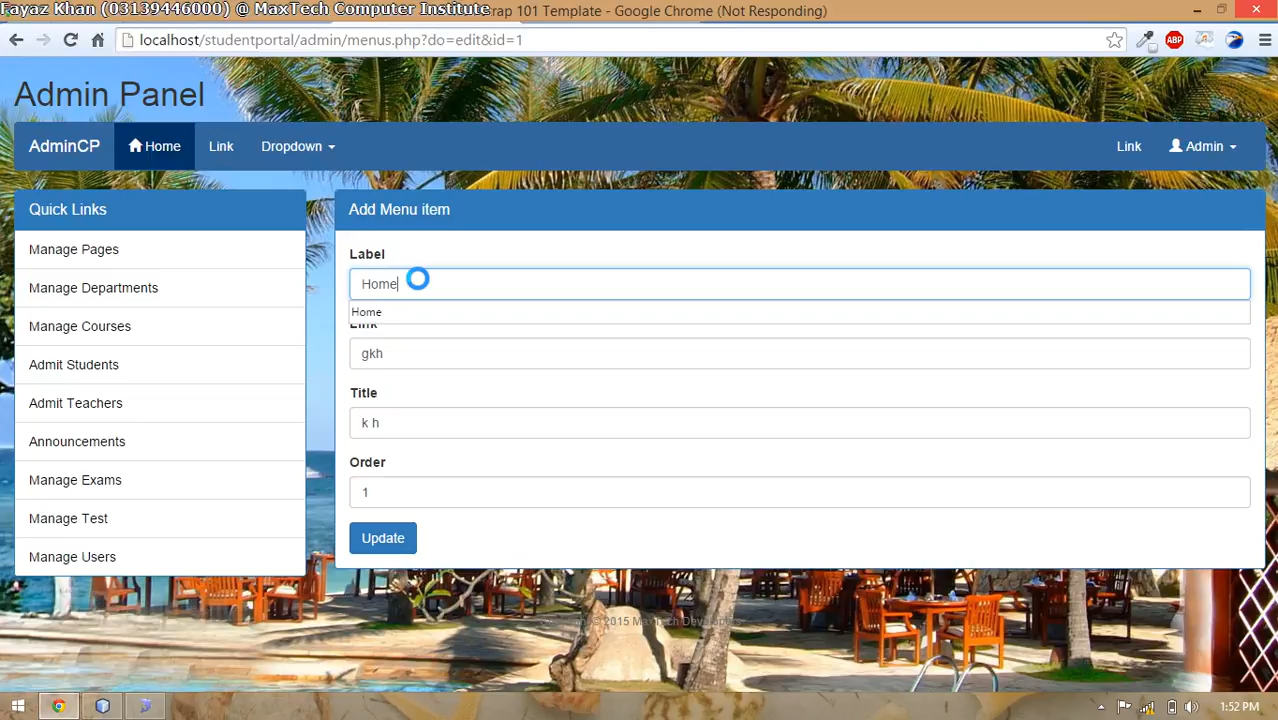 Fayaz Khan (03139446000) @ MaxTech Computer Institute
rap 101 Template - Google Chrome (Not Responding)
localhost/studentportal/admin/menus.php?do=edit&id=1
ABP
Admin Panel
AdminCP Home Link Dropdown Link Admin
Quick Links
Manage Pages
Manage Departments
Manage Courses
Admit Students
Admit Teachers
Announcements
Manage Exams
Manage Test
Manage Users
Add Menu item
Label
Home
Home
Link
gkh
Title
k h
Order
1
Update
© 2015 MaxTech Developers
1:52 PM